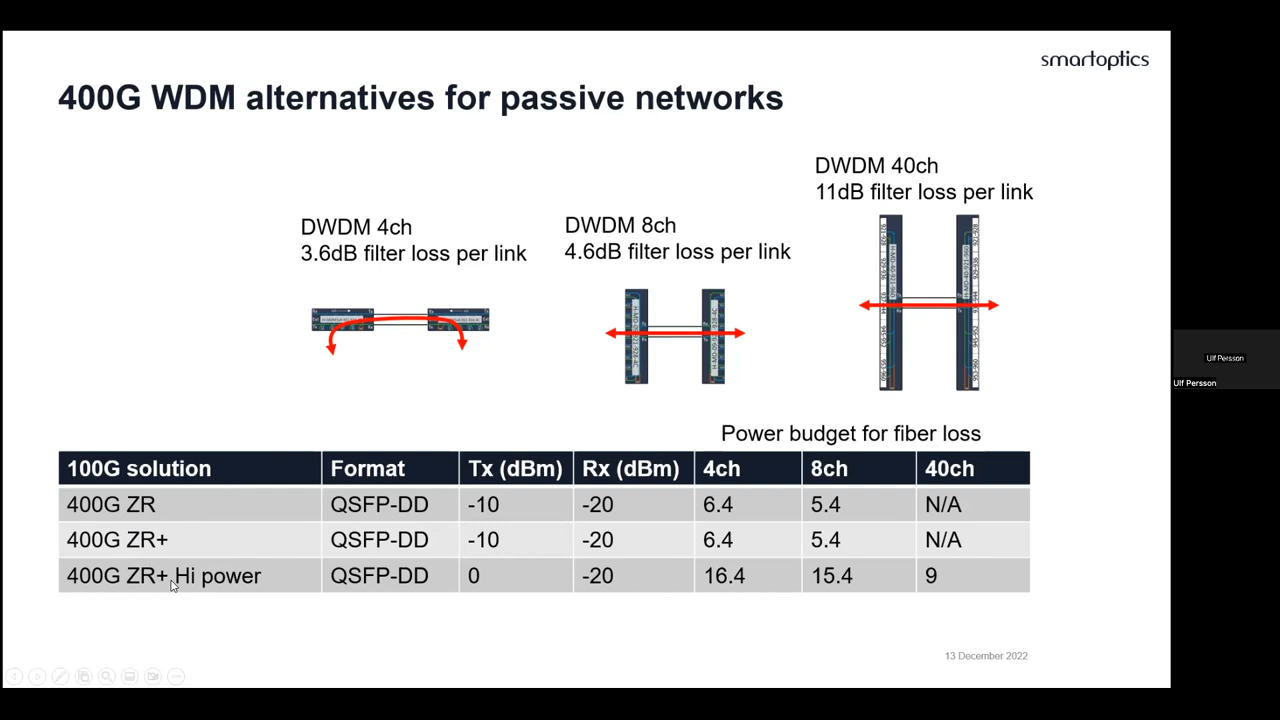 smartoptics
400G WDM alternatives for passive networks
DWDM 40ch
11dB filter loss per link
DWDM 4ch
3.6dB filter loss per link
DWDM 8ch
4.6dB filter loss per link
Power budget for fiber loss
100G solution Format Tx (dBm) Rx (dBm) 4ch 8ch 40ch
400G ZR QSFP-DD -10 -20 6.4 5.4 N/A
400G ZR+ QSFP-DD -10 -20 6.4 5.4 N/A
400G ZR+ Hi power QSFP-DD 0 -20 16.4 15.4 9
13 December 2022
Ulf Persson
Ulf Persson